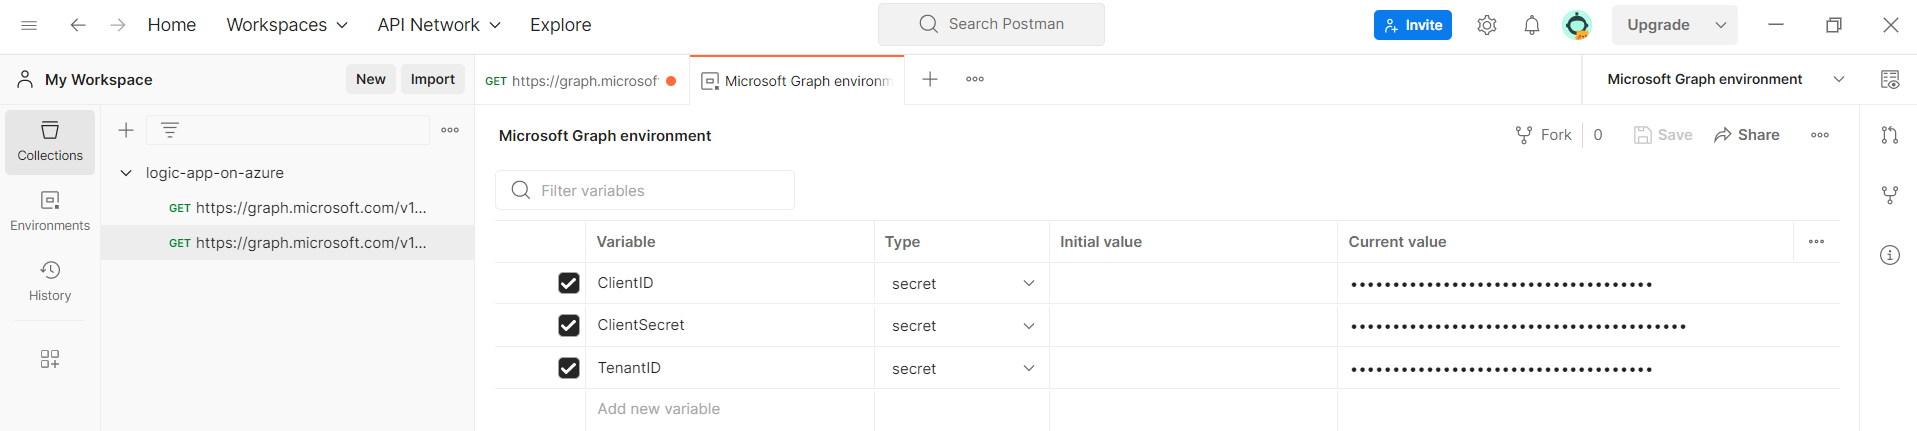 Home Workspaces API Network Explore Search Postman Invite Upgrade
My Workspace New Import GET https://graph.microsof Microsoft Graph environm Microsoft Graph environment
Collections
Environments
History
logic-app-on-azure
GET https://graph.microsoft.com/v1...
GET https://graph.microsoft.com/v1...
Microsoft Graph environment Fork 0 Save Share
Filter variables
Variable Type Initial value Current value
ClientID secret ••••••••••••••••••••••••••••••••••••
ClientSecret secret ••••••••••••••••••••••••••••••••••••••••
TenantID secret ••••••••••••••••••••••••••••••••••••
Add new variable